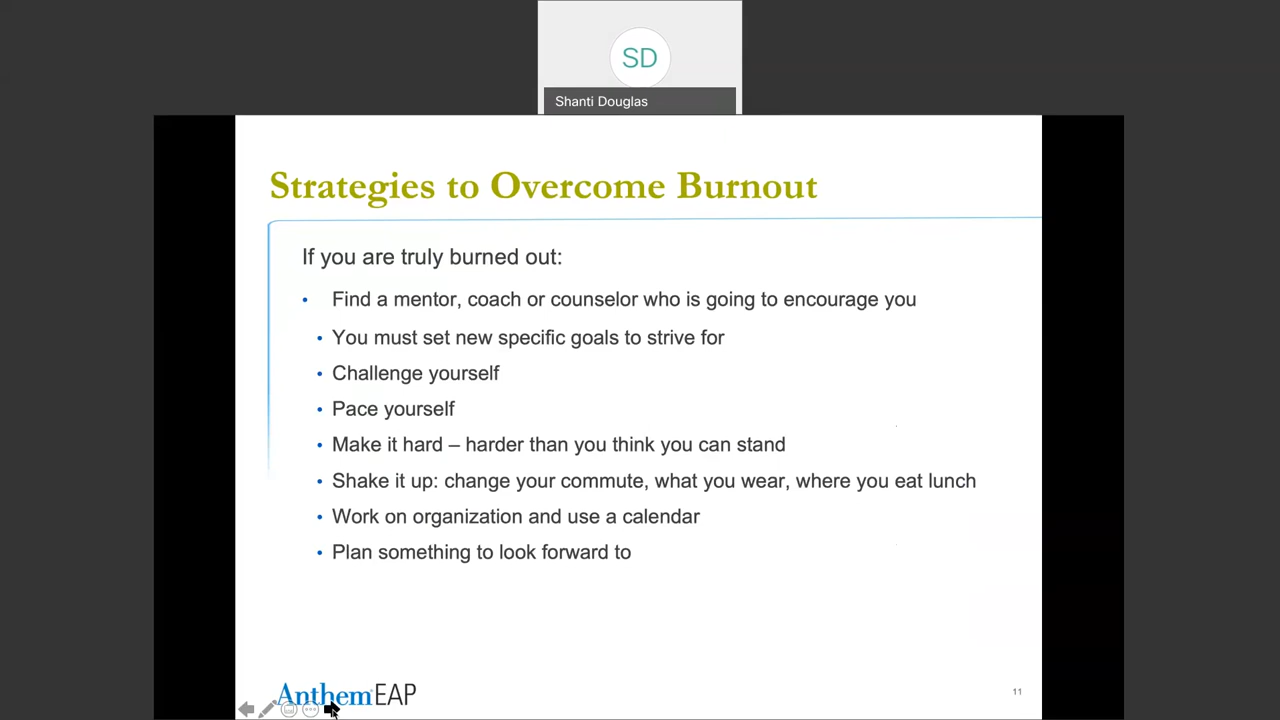 SD
Shanti Douglas
Strategies to Overcome Burnout
If you are truly burned out:
• Find a mentor, coach or counselor who is going to encourage you
• You must set new specific goals to strive for
• Challenge yourself
• Pace yourself
• Make it hard – harder than you think you can stand
• Shake it up: change your commute, what you wear, where you eat lunch
• Work on organization and use a calendar
• Plan something to look forward to
Anthem EAP
11